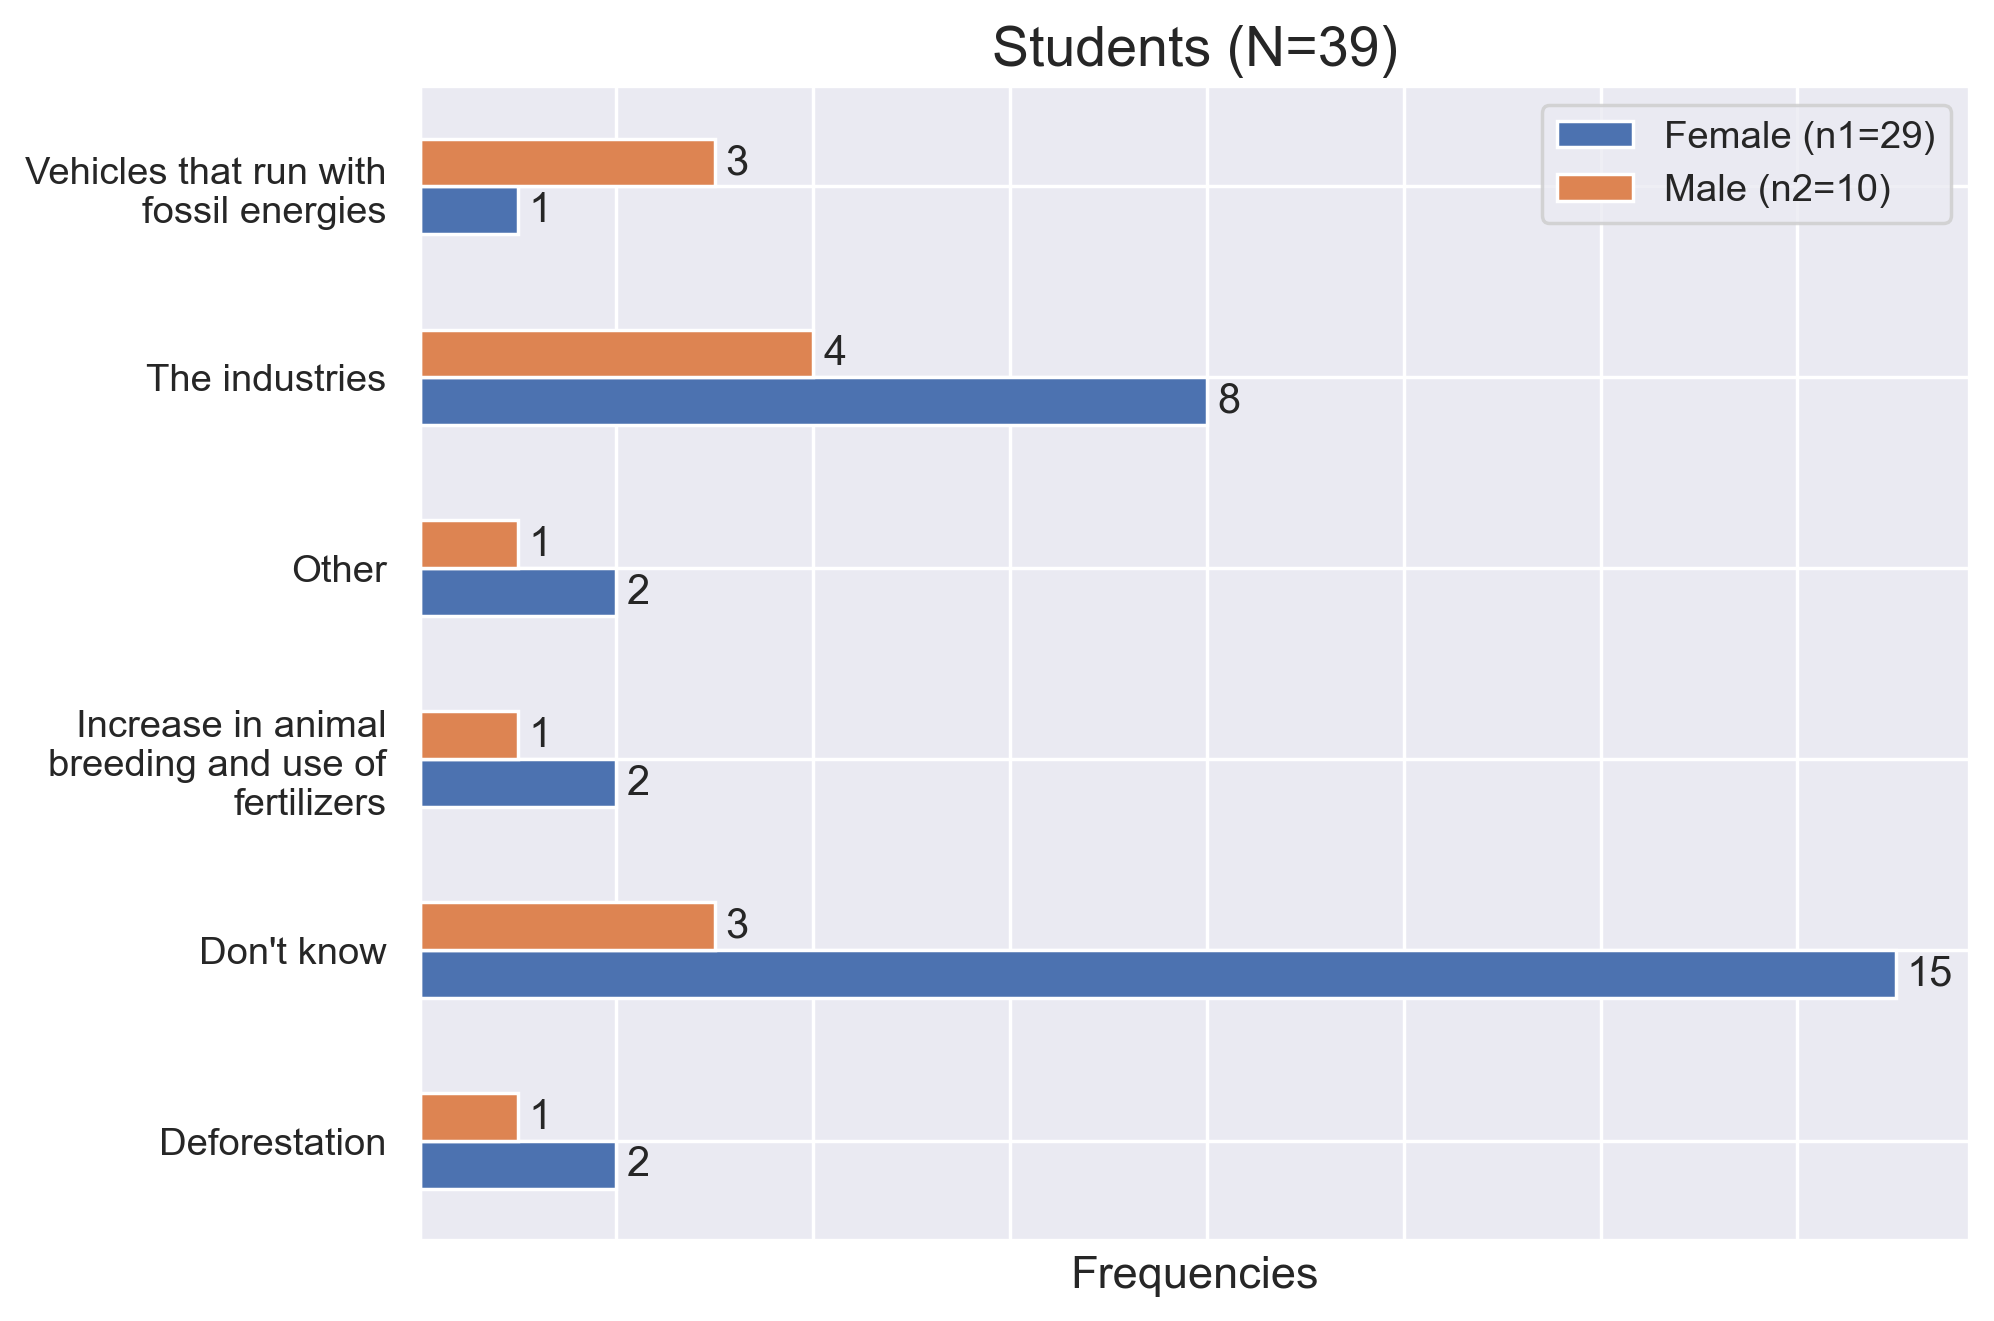 Students (N=39)
Female (n1=29)
Male (n2=10)
Vehicles that run with
fossil energies
3
1
The industries
4
8
Other
1
2
Increase in animal
breeding and use of
fertilizers
1
2
Don't know
3
15
Deforestation
1
2
Frequencies